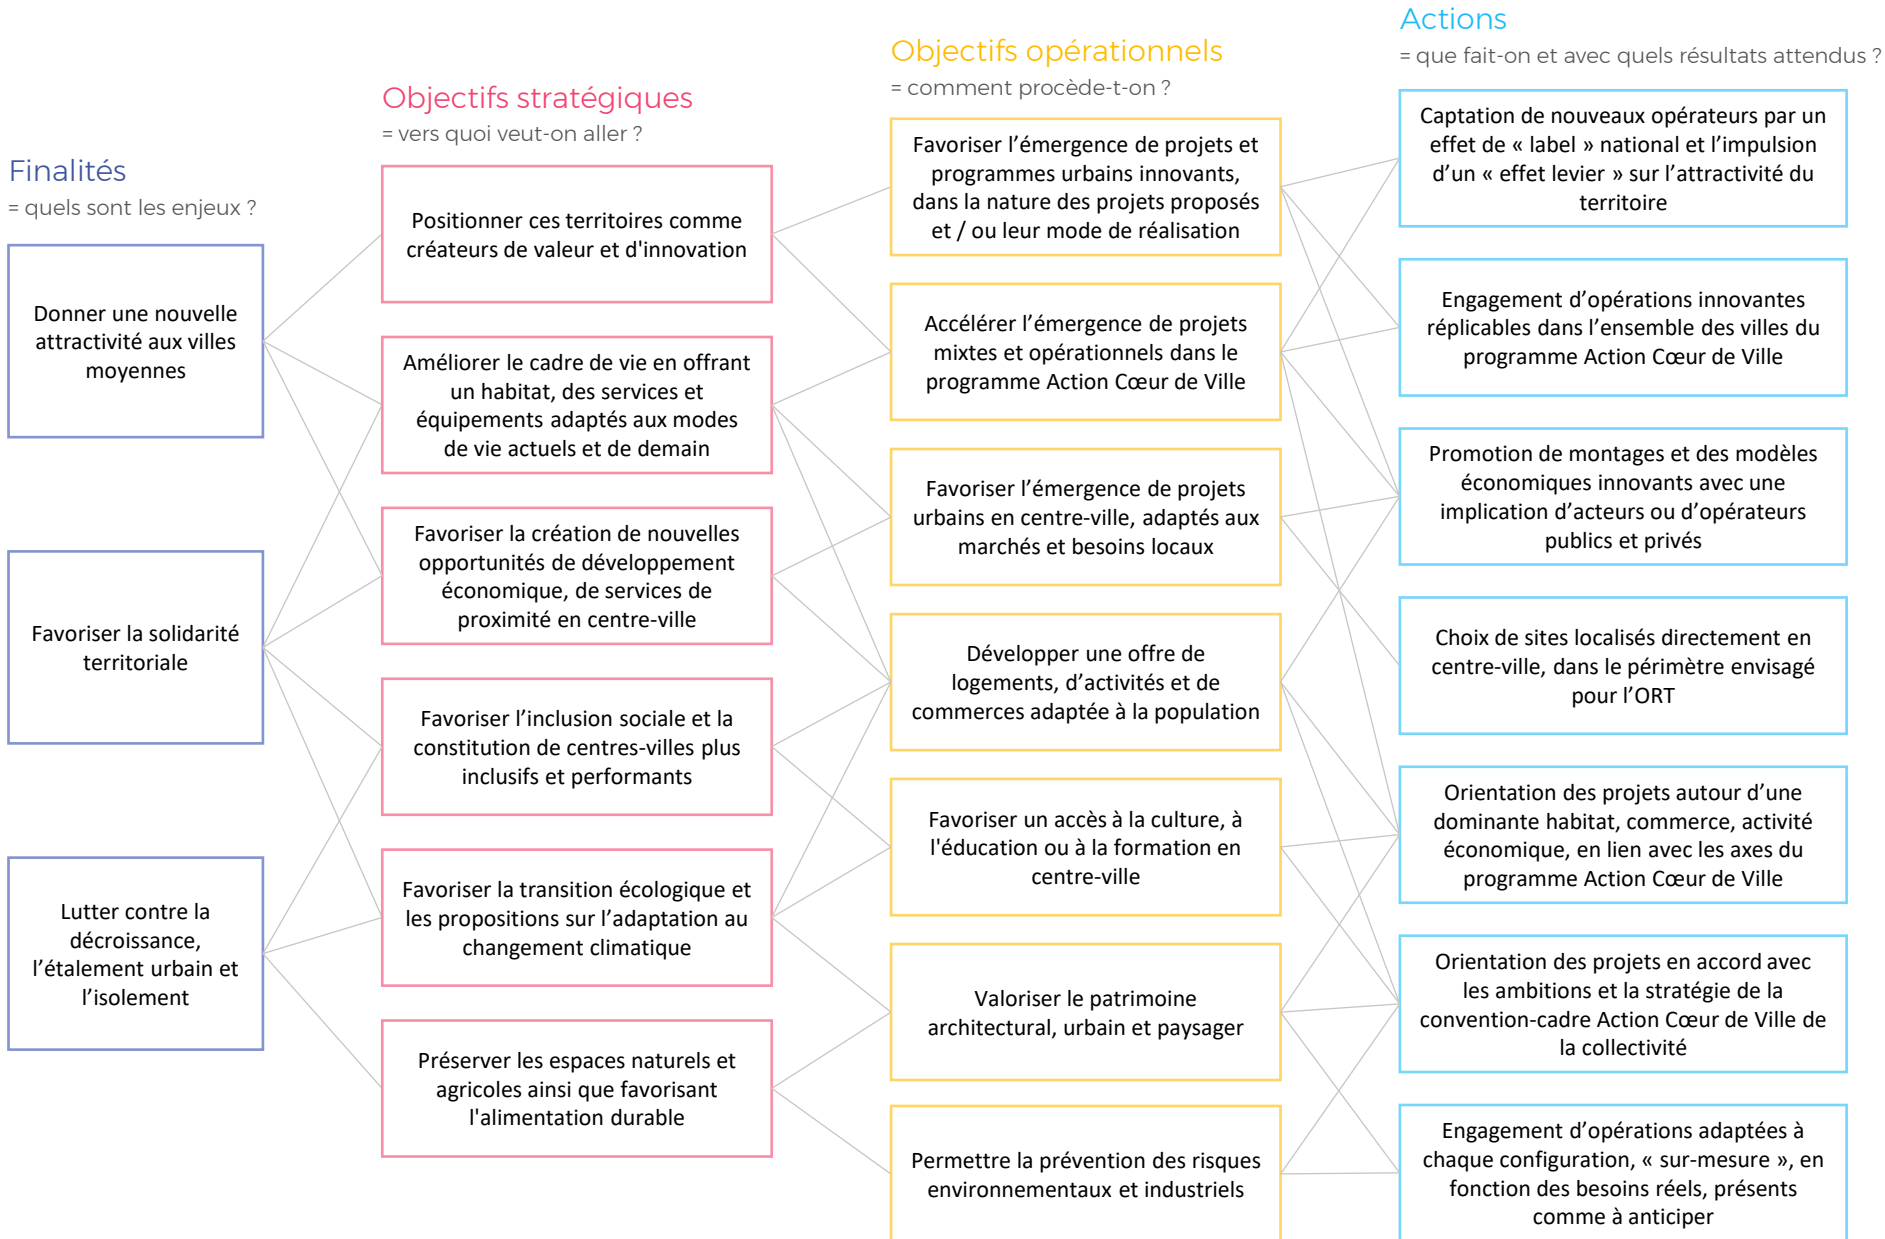 Finalités
= quels sont les enjeux ?
Donner une nouvelle
attractivité aux villes
moyennes
Favoriser la solidarité
territoriale
Lutter contre la
décroissance,
l’étalement urbain et
l’isolement
Objectifs stratégiques
= vers quoi veut-on aller ?
Positionner ces territoires comme
créateurs de valeur et d'innovation
Améliorer le cadre de vie en offrant
un habitat, des services et
équipements adaptés aux modes
de vie actuels et de demain
Favoriser la création de nouvelles
opportunités de développement
économique, de services de
proximité en centre-ville
Favoriser l’inclusion sociale et la
constitution de centres-villes plus
inclusifs et performants
Favoriser la transition écologique et
les propositions sur l’adaptation au
changement climatique
Préserver les espaces naturels et
agricoles ainsi que favorisant
l'alimentation durable
Objectifs opérationnels
= comment procède-t-on ?
Favoriser l’émergence de projets et
programmes urbains innovants,
dans la nature des projets proposés
et / ou leur mode de réalisation
Accélérer l’émergence de projets
mixtes et opérationnels dans le
programme Action Cœur de Ville
Favoriser l’émergence de projets
urbains en centre-ville, adaptés aux
marchés et besoins locaux
Développer une offre de
logements, d’activités et de
commerces adaptée à la population
Favoriser un accès à la culture, à
l'éducation ou à la formation en
centre-ville
Valoriser le patrimoine
architectural, urbain et paysager
Permettre la prévention des risques
environnementaux et industriels
Actions
= que fait-on et avec quels résultats attendus ?
Captation de nouveaux opérateurs par un
effet de « label » national et l’impulsion
d’un « effet levier » sur l’attractivité du
territoire
Engagement d’opérations innovantes
réplicables dans l’ensemble des villes du
programme Action Cœur de Ville
Promotion de montages et des modèles
économiques innovants avec une
implication d’acteurs ou d’opérateurs
publics et privés
Choix de sites localisés directement en
centre-ville, dans le périmètre envisagé
pour l’ORT
Orientation des projets autour d’une
dominante habitat, commerce, activité
économique, en lien avec les axes du
programme Action Cœur de Ville
Orientation des projets en accord avec
les ambitions et la stratégie de la
convention-cadre Action Cœur de Ville de
la collectivité
Engagement d’opérations adaptées à
chaque configuration, « sur-mesure », en
fonction des besoins réels, présents
comme à anticiper